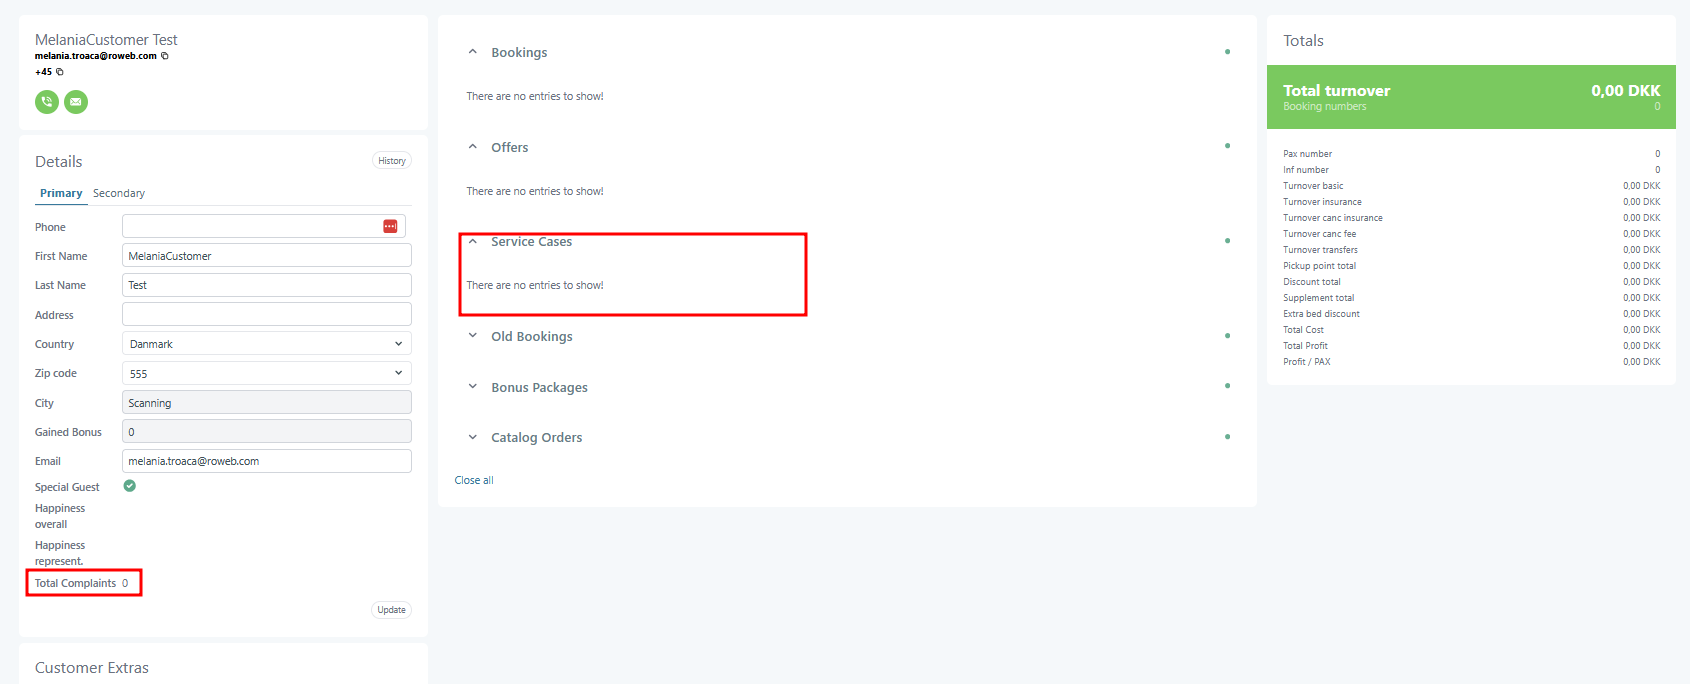 MelaniaCustomer Test
melania.troaca@roweb.com
+45
Details
History
Primary
Secondary
Phone
First Name MelaniaCustomer
Last Name Test
Address
Country Danmark
Zip code 555
City Scanning
Gained Bonus 0
Email melania.troaca@roweb.com
Special Guest
Happiness
overall
Happiness
represent.
Total Complaints 0
Update
Customer Extras
Bookings
There are no entries to show!
Offers
There are no entries to show!
Service Cases
There are no entries to show!
Old Bookings
Bonus Packages
Catalog Orders
Close all
Totals
Total turnover 0,00 DKK
Booking numbers 0
Pax number 0
Inf number 0
Turnover basic 0,00 DKK
Turnover insurance 0,00 DKK
Turnover canc insurance 0,00 DKK
Turnover canc fee 0,00 DKK
Turnover transfers 0,00 DKK
Pickup point total 0,00 DKK
Discount total 0,00 DKK
Supplement total 0,00 DKK
Extra bed discount 0,00 DKK
Total Cost 0,00 DKK
Total Profit 0,00 DKK
Profit / PAX 0,00 DKK